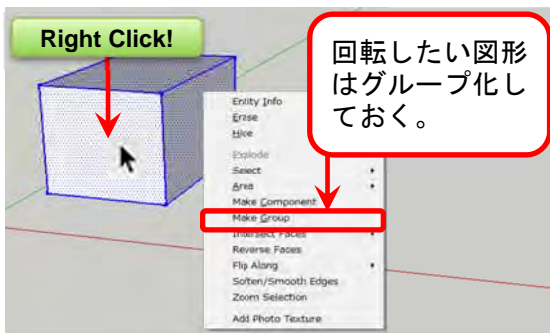 Right Click!
回転したい図形
はグループ化し
ておく。
Entity Info
Erase
Hide
Explode
Select
Area
Make Component
Make Group
Intersect Faces
Reverse Faces
Flip Along
Soften/Smooth Edges
Zoom Selection
Add Photo Texture